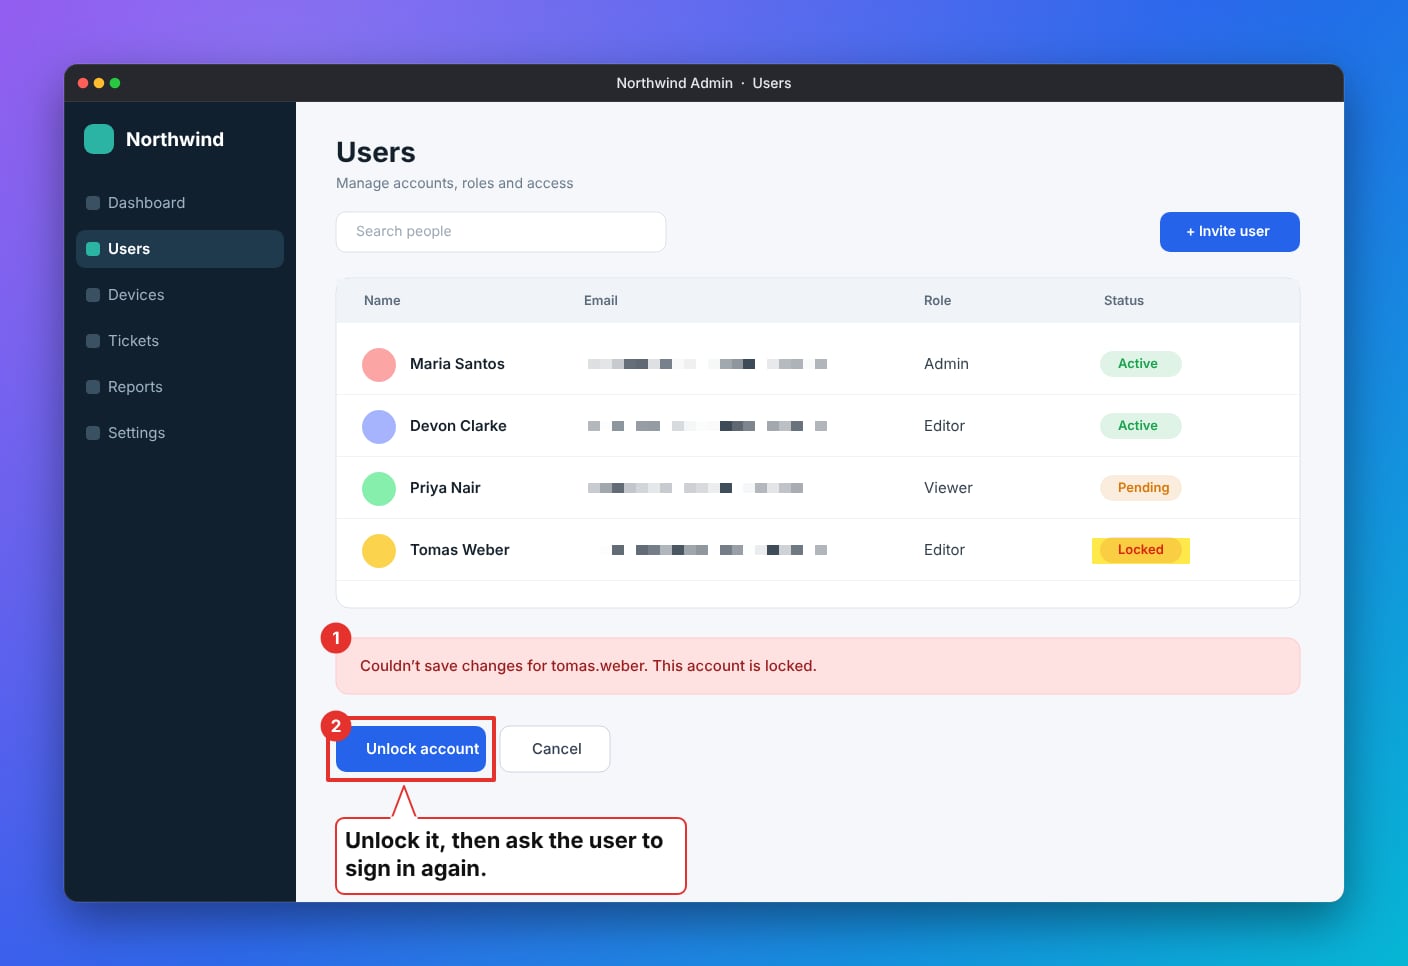 Northwind Admin · Users
Northwind
Dashboard
Users
Devices
Tickets
Reports
Settings
Users
Manage accounts, roles and access
Search people
+ Invite user
Name Email Role Status
Maria Santos Admin Active
Devon Clarke Editor Active
Priya Nair Viewer Pending
Tomas Weber Editor Locked
1
Couldn’t save changes for tomas.weber. This account is locked.
2
Unlock account Cancel
Unlock it, then ask the user to
sign in again.